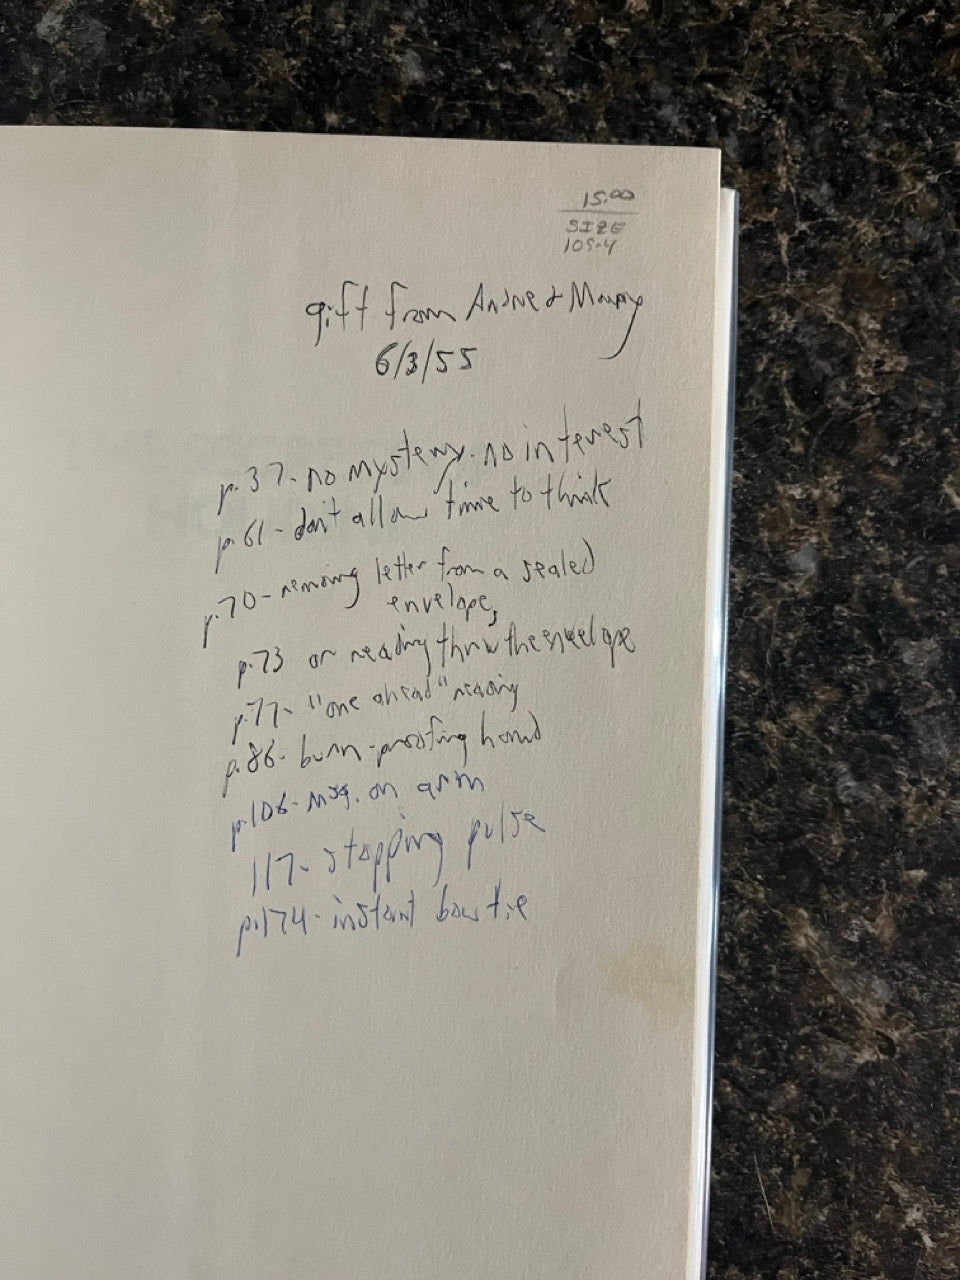 15.00
SIZE
109-4
gift from Andre &
6/3/55
p.37- no mystery. no interest
p.61- don't allow time to think
p.70- removing letter from a sealed
envelope,
p.73 or reading thru the envelope
p.77- "one ahead" reading
p.86- burn-proofing hand
p.106- msg. on arm
117- stopping pulse
p.174- instant bow tie